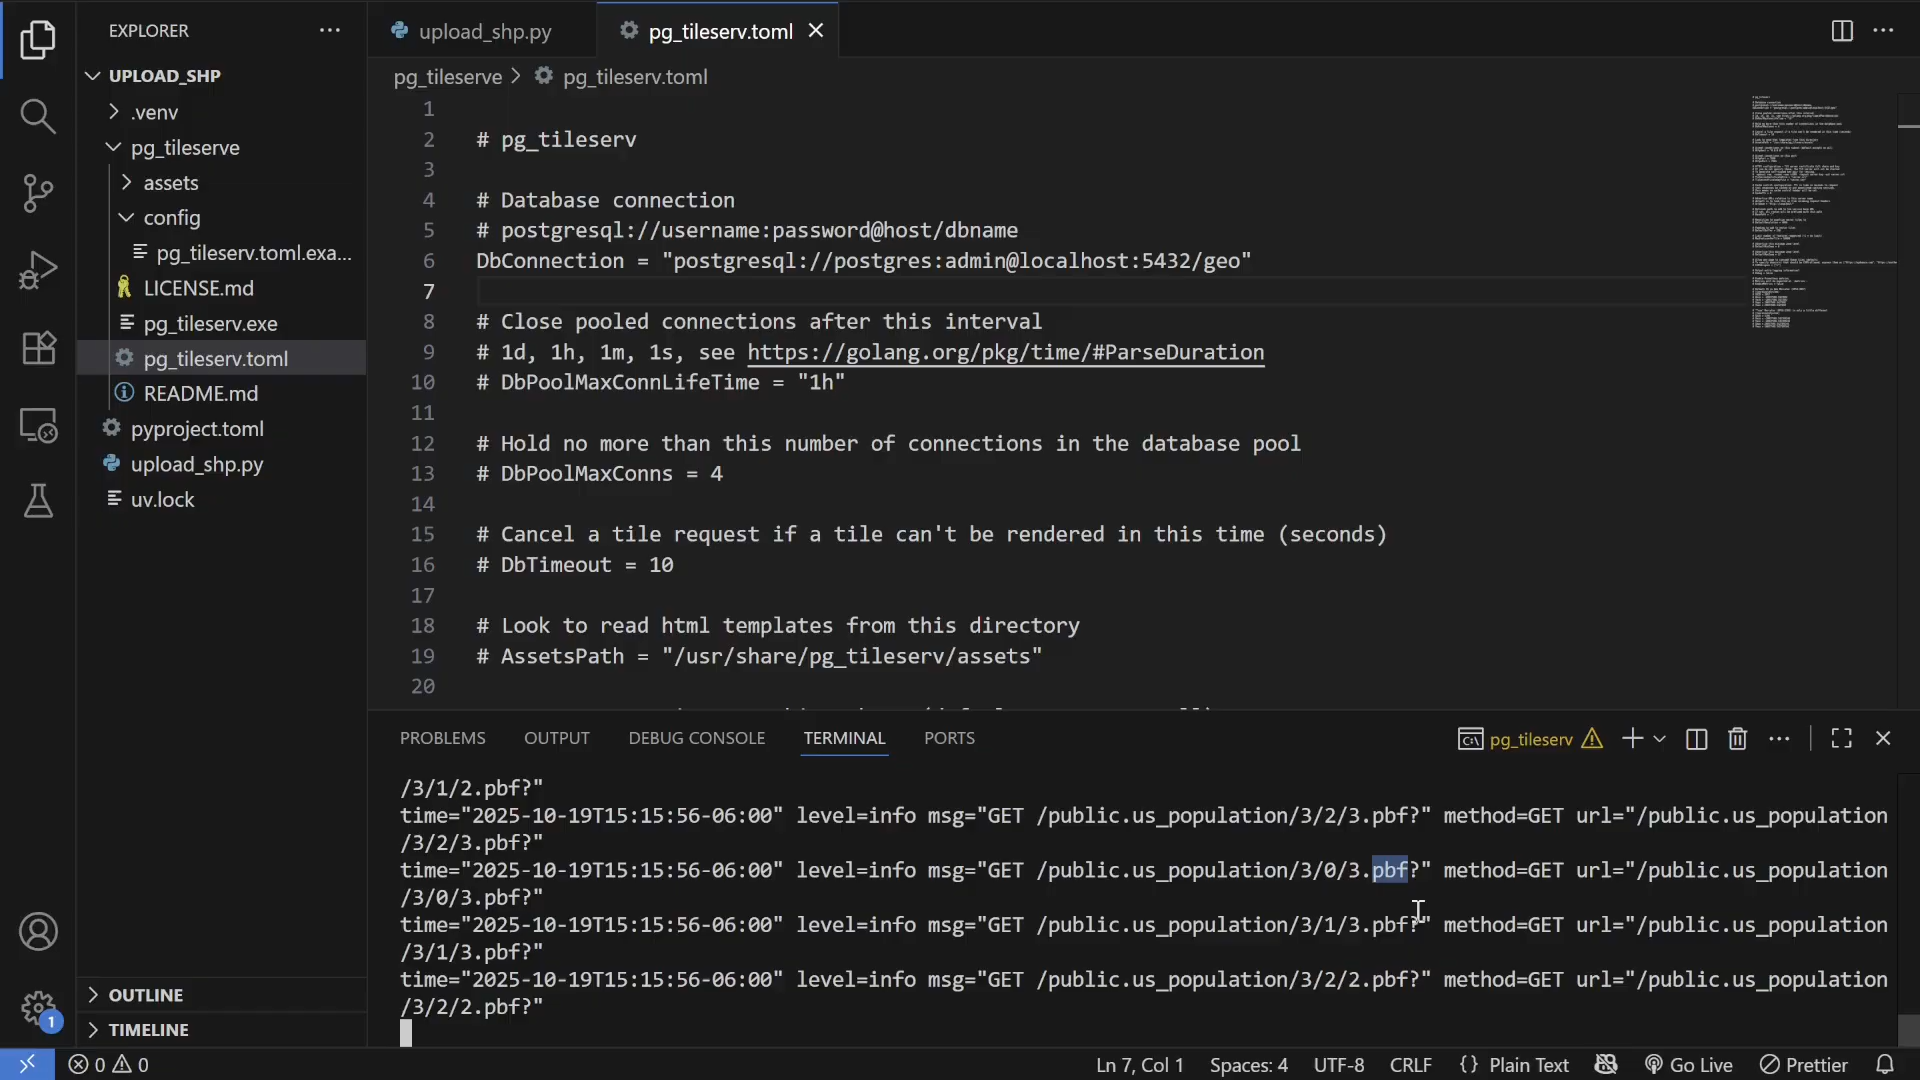 EXPLORER
UPLOAD_SHP
.venv
pg_tileserve
assets
config
pg_tileserv.toml.exa...
LICENSE.md
pg_tileserv.exe
pg_tileserv.toml
README.md
pyproject.toml
upload_shp.py
uv.lock
OUTLINE
TIMELINE
1
upload_shp.py
pg_tileserv.toml
pg_tileserve > pg_tileserv.toml
1
2 # pg_tileserv
3
4 # Database connection
5 # postgresql://username:password@host/dbname
6 DbConnection = "postgresql://postgres:admin@localhost:5432/geo"
7
8 # Close pooled connections after this interval
9 # 1d, 1h, 1m, 1s, see https://golang.org/pkg/time/#ParseDuration
10 # DbPoolMaxConnLifeTime = "1h"
11
12 # Hold no more than this number of connections in the database pool
13 # DbPoolMaxConns = 4
14
15 # Cancel a tile request if a tile can't be rendered in this time (seconds)
16 # DbTimeout = 10
17
18 # Look to read html templates from this directory
19 # AssetsPath = "/usr/share/pg_tileserv/assets"
20
PROBLEMS OUTPUT DEBUG CONSOLE TERMINAL PORTS
pg_tileserv
/3/1/2.pbf?"
time="2025-10-19T15:15:56-06:00" level=info msg="GET /public.us_population/3/2/3.pbf?" method=GET url="/public.us_population
/3/2/3.pbf?"
time="2025-10-19T15:15:56-06:00" level=info msg="GET /public.us_population/3/0/3.pbf?" method=GET url="/public.us_population
/3/0/3.pbf?"
time="2025-10-19T15:15:56-06:00" level=info msg="GET /public.us_population/3/1/3.pbf?" method=GET url="/public.us_population
/3/1/3.pbf?"
time="2025-10-19T15:15:56-06:00" level=info msg="GET /public.us_population/3/2/2.pbf?" method=GET url="/public.us_population
/3/2/2.pbf?"
0 0
Ln 7, Col 1 Spaces: 4 UTF-8 CRLF {} Plain Text Go Live Prettier